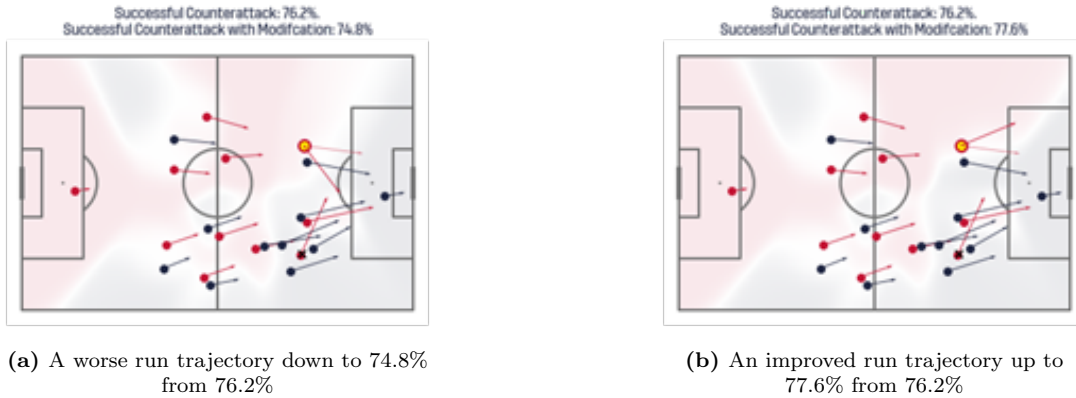 Successful Counterattack: 76.2%.
Successful Counterattack with Modifcation: 74.8%
Successful Counterattack: 76.2%.
Successful Counterattack with Modifcation: 77.6%
(a) A worse run trajectory down to 74.8%
from 76.2%
(b) An improved run trajectory up to
77.6% from 76.2%